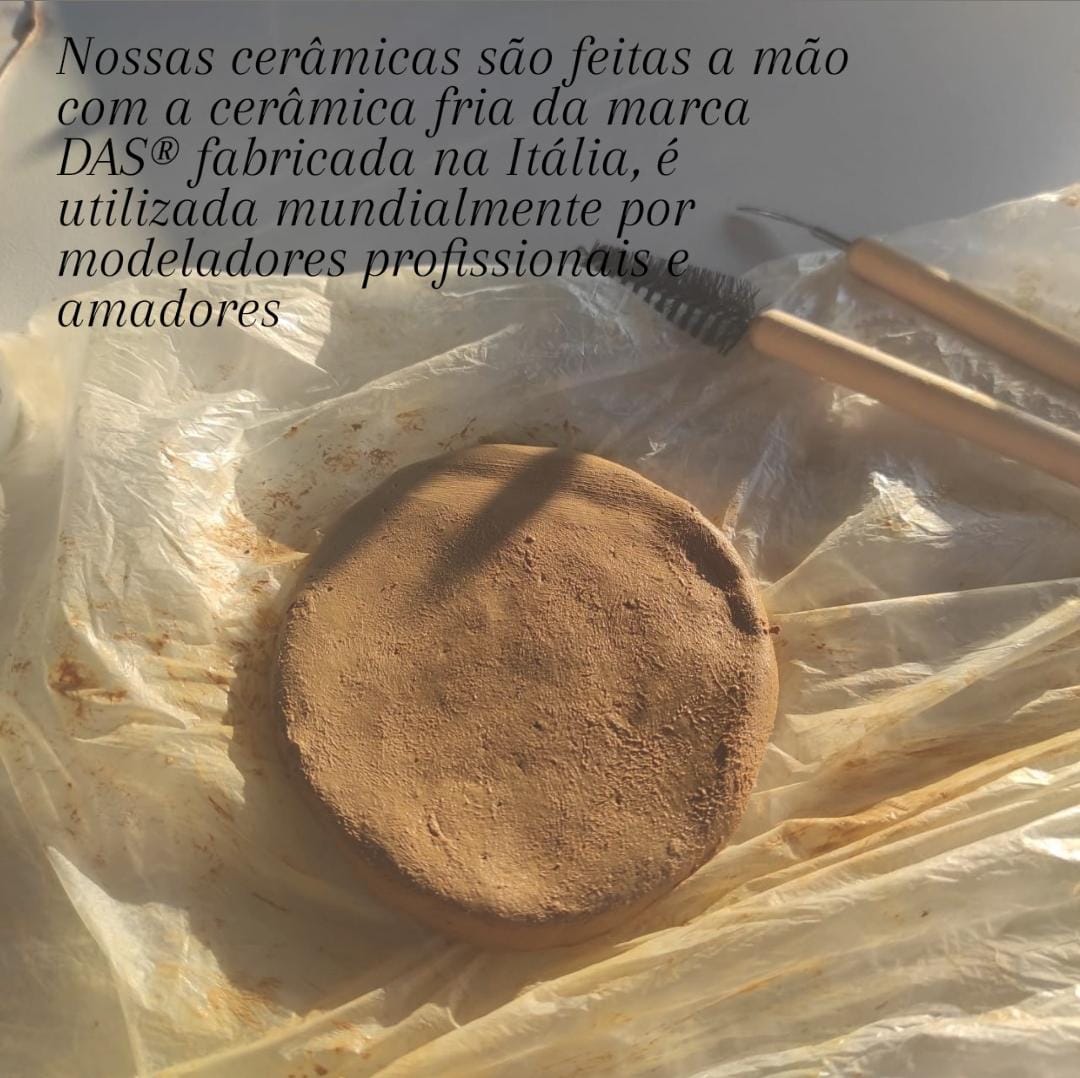 Nossas cerâmicas são feitas a mão
com a cerâmica fria da marca
DAS® fabricada na Itália, é
utilizada mundialmente por
modeladores profissionais e
amadores